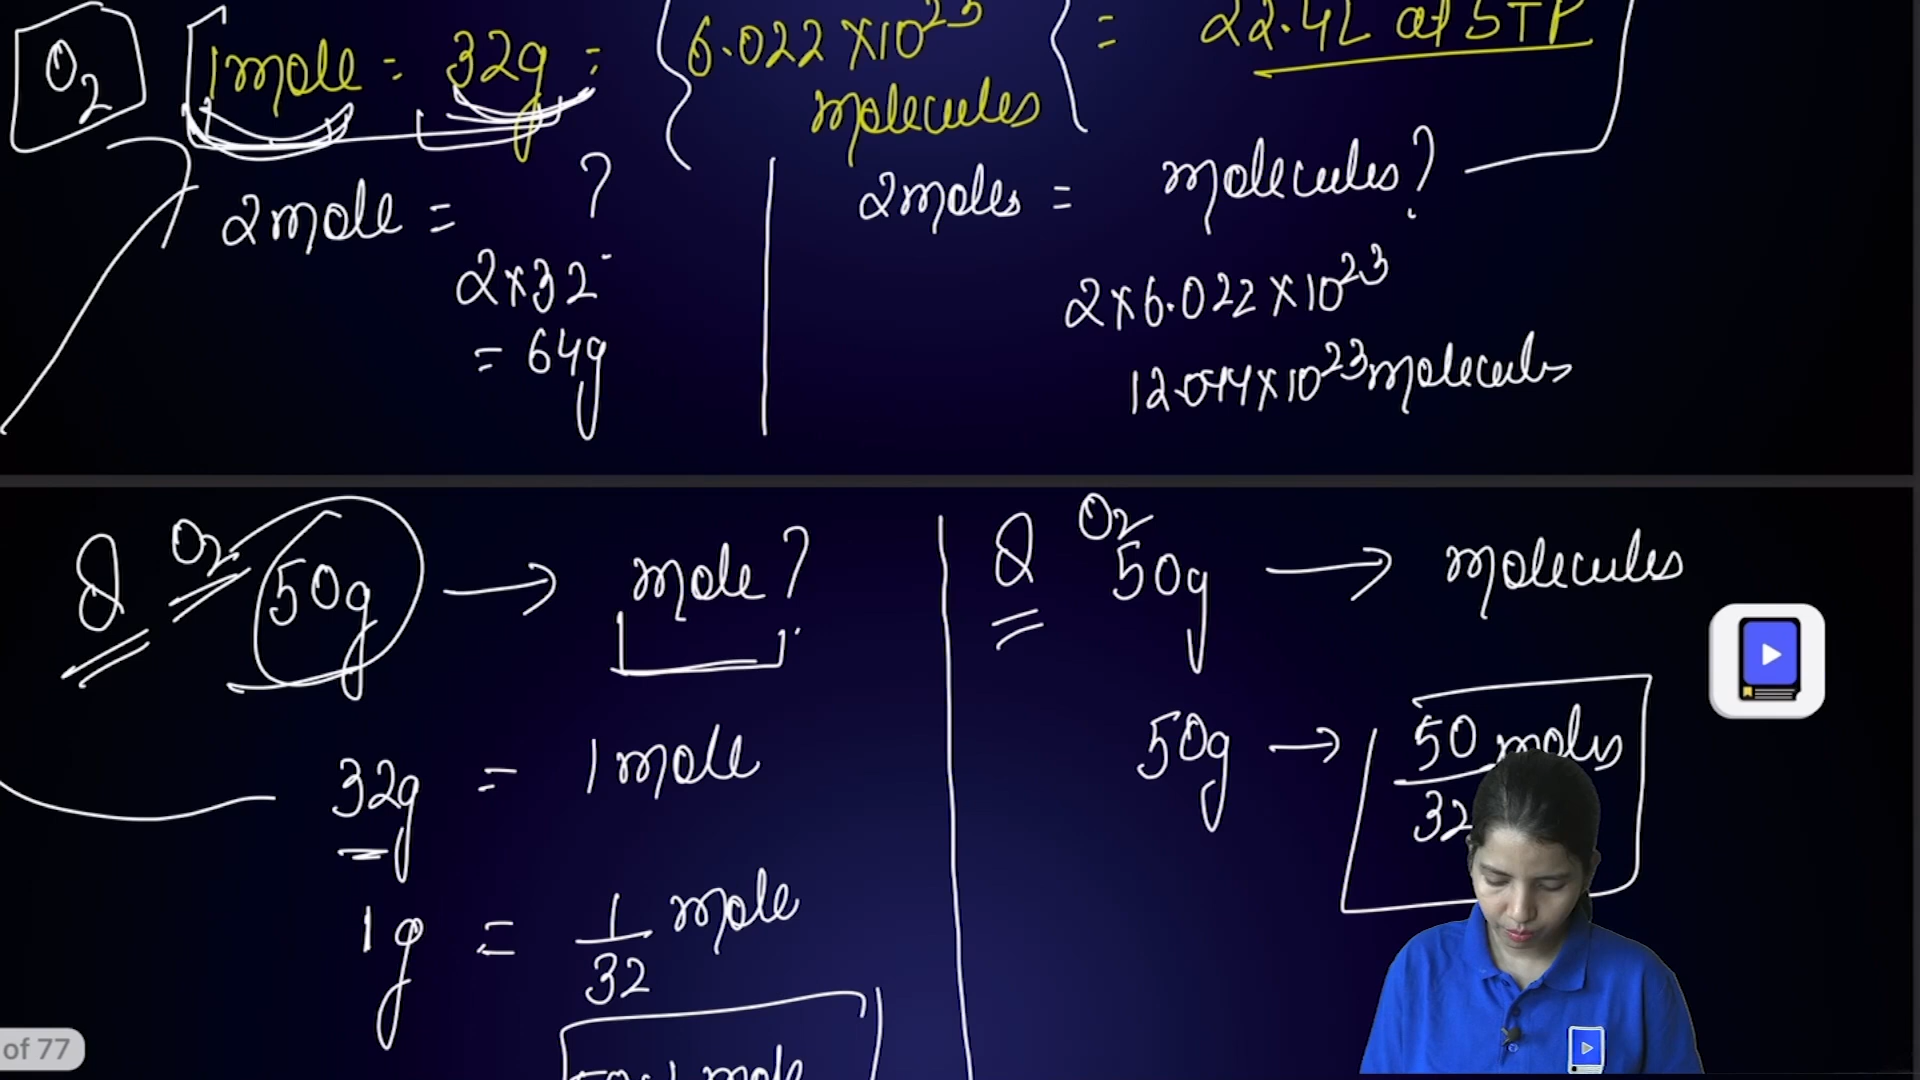 O2 1 mole = 32g = 6.022 × 10^23 molecules = 22.4L at STP
2 mole = ?
2×32
= 64g
2 moles = molecules?
2×6.022×10^23
12.044×10^23 molecules
Q O2 50g → mole?
32g = 1 mole
1g = 1/32 mole
Q O2 50g → molecules
50g → 50/32 moles
of 77